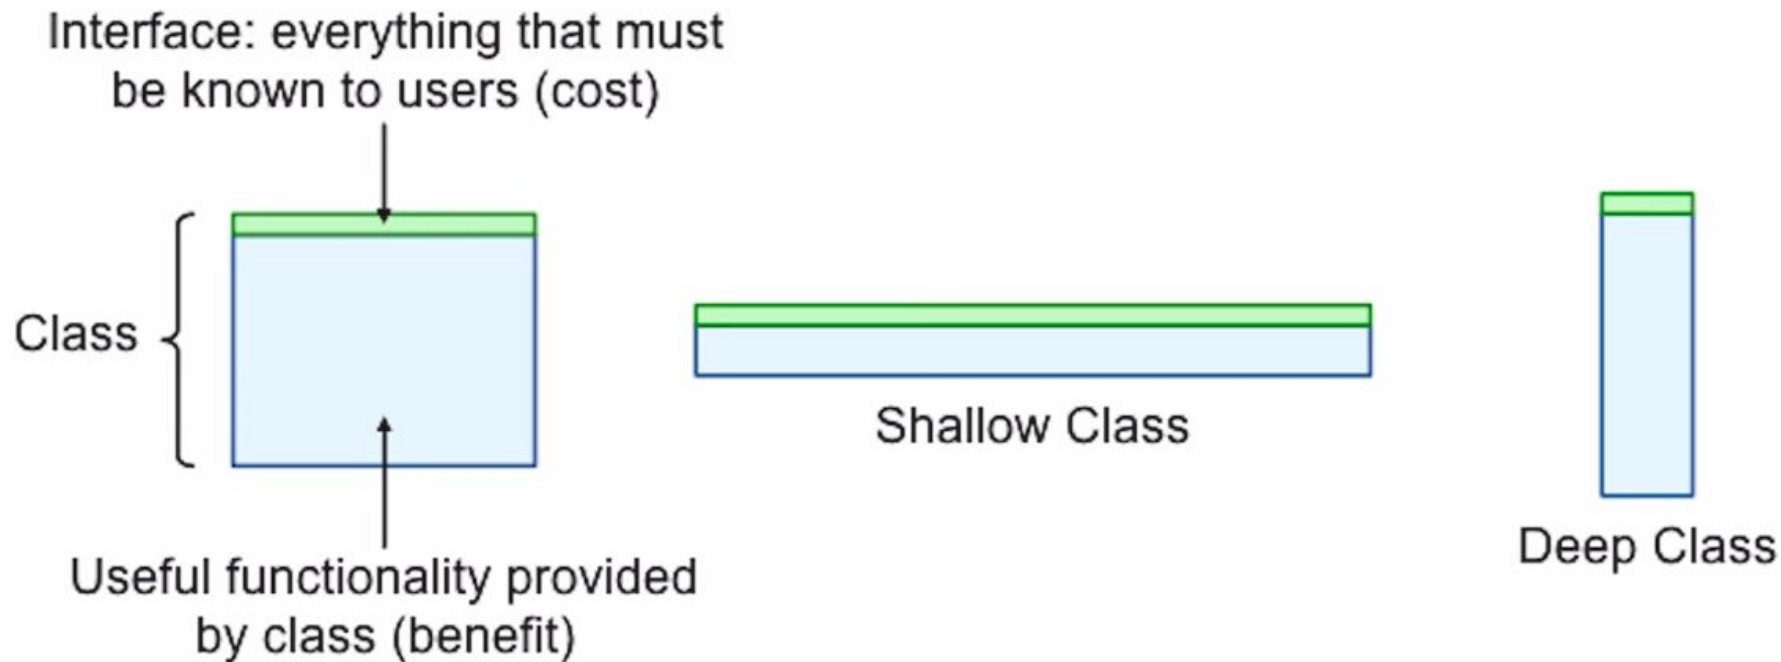 Interface: everything that must
be known to users (cost)
Class
Shallow Class
Deep Class
Useful functionality provided
by class (benefit)